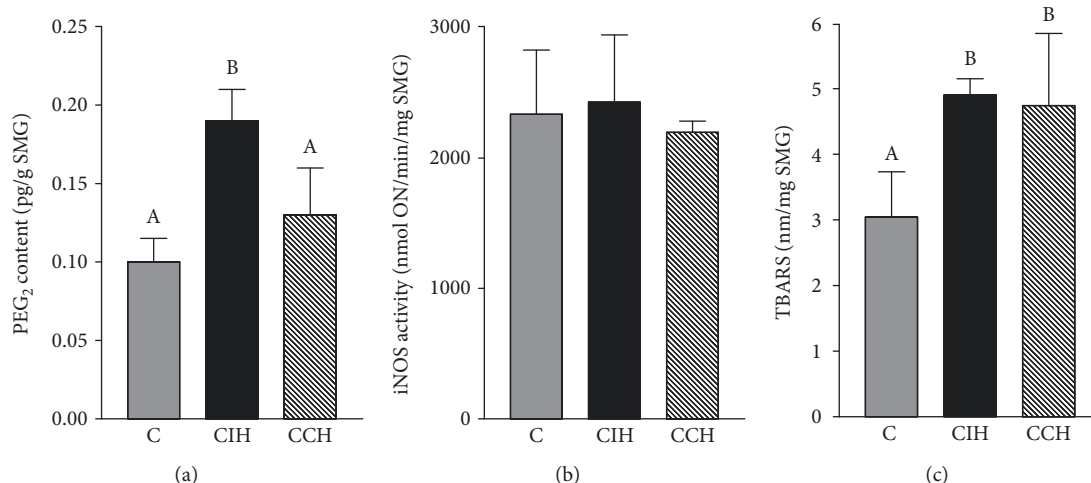 PEG₂ content (pg/g SMG)
0.25
0.20
0.15
0.10
0.05
0.00
A
B
A
C
CIH
CCH
(a)
iNOS activity (nmol ON/min/mg SMG)
3000
2000
1000
0
C
CIH
CCH
(b)
TBARS (nm/mg SMG)
6
5
4
3
2
1
0
A
B
B
C
CIH
CCH
(c)